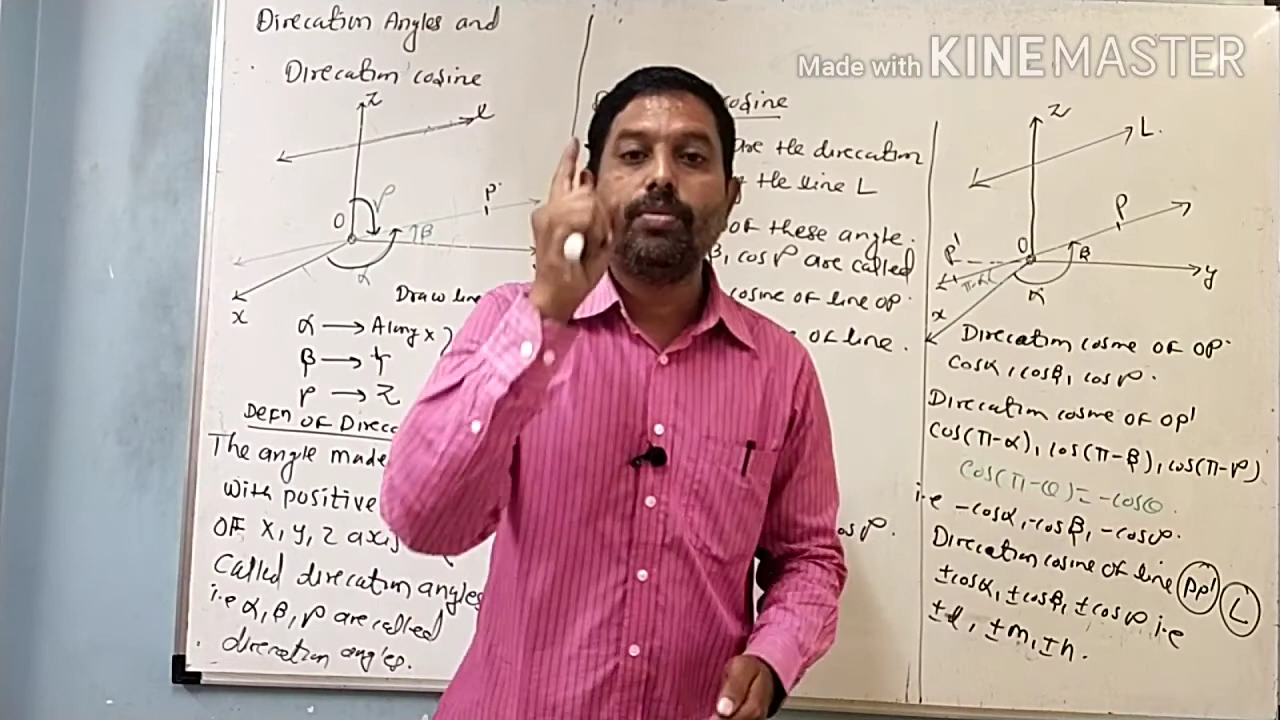 Direcation Angles and
Direcation cosine
z
l
γ
P
O
β
α
x
Draw line
α → Along x
β → y
γ → z
Defn of Direca
The angle made
with positive
of x, y, z axis
Called direcation angles
i.e α, β, γ are called
direcation angles.
cosine
are the direcation
the line L
of these angle.
β, cosγ are called
cosine of line OP.
of line.
cosγ.
Made with KINEMASTER
z
L.
P
P'
O
β
π-α
α
y
x
Direcation cosine of OP.
cosα, cosβ, cosγ.
Direcation cosine of OP'
cos(π-α), cos(π-β), cos(π-γ)
cos(π-θ) = -cosθ.
i.e -cosα, -cosβ, -cosγ.
Direcation cosine of line PP' L
±cosα, ±cosβ, ±cosγ i.e
±l, ±m, ±n.